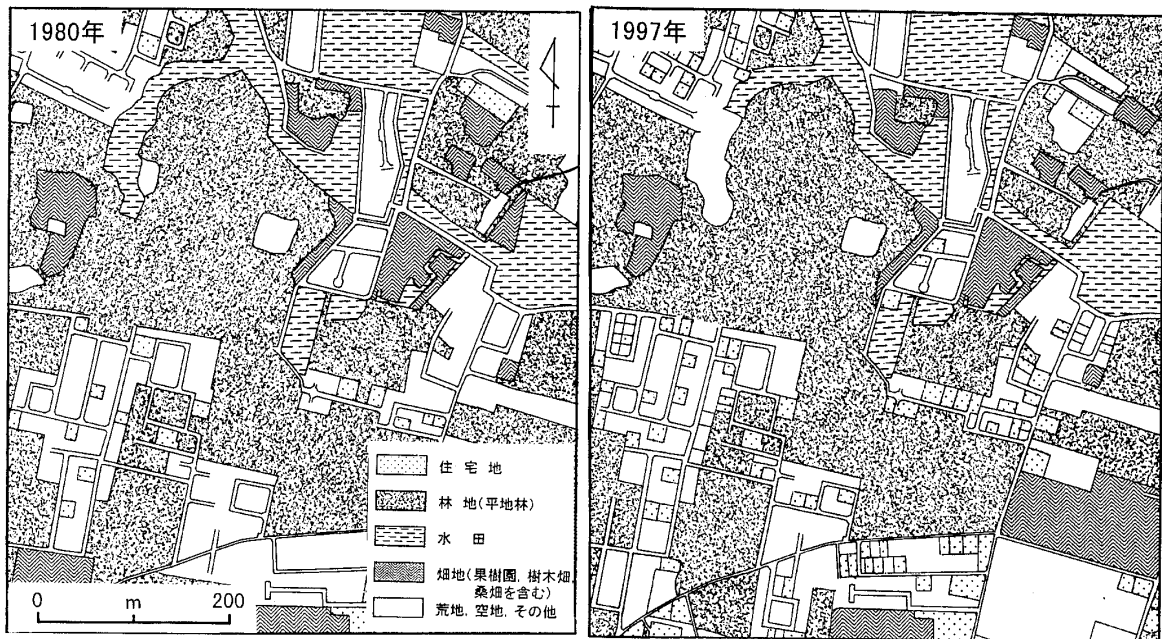 1980年
1997年
住宅地
林地(平地林)
水田
畑地(果樹園, 樹木畑,
桑畑を含む)
荒地, 空地, その他
0 m 200